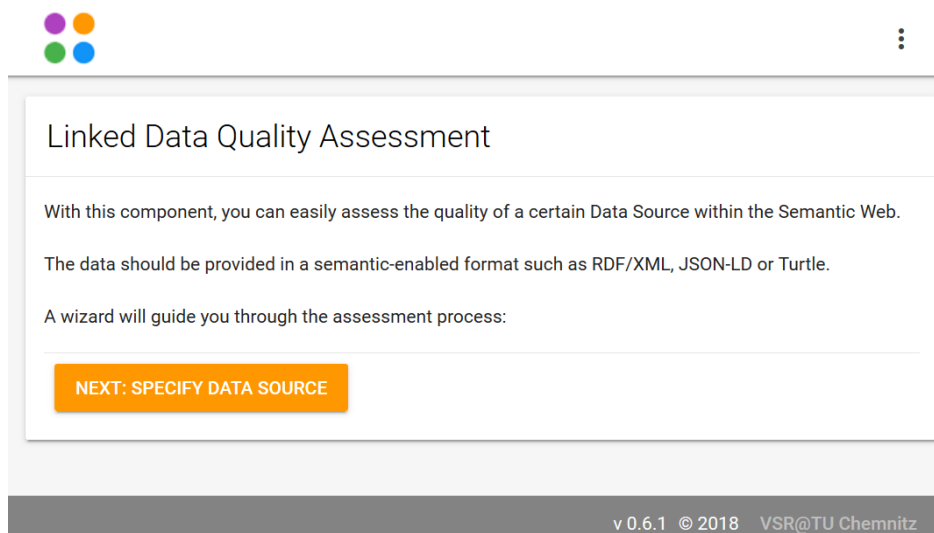 Linked Data Quality Assessment
With this component, you can easily assess the quality of a certain Data Source within the Semantic Web.
The data should be provided in a semantic-enabled format such as RDF/XML, JSON-LD or Turtle.
A wizard will guide you through the assessment process:
NEXT: SPECIFY DATA SOURCE
v 0.6.1 © 2018 VSR@TU Chemnitz